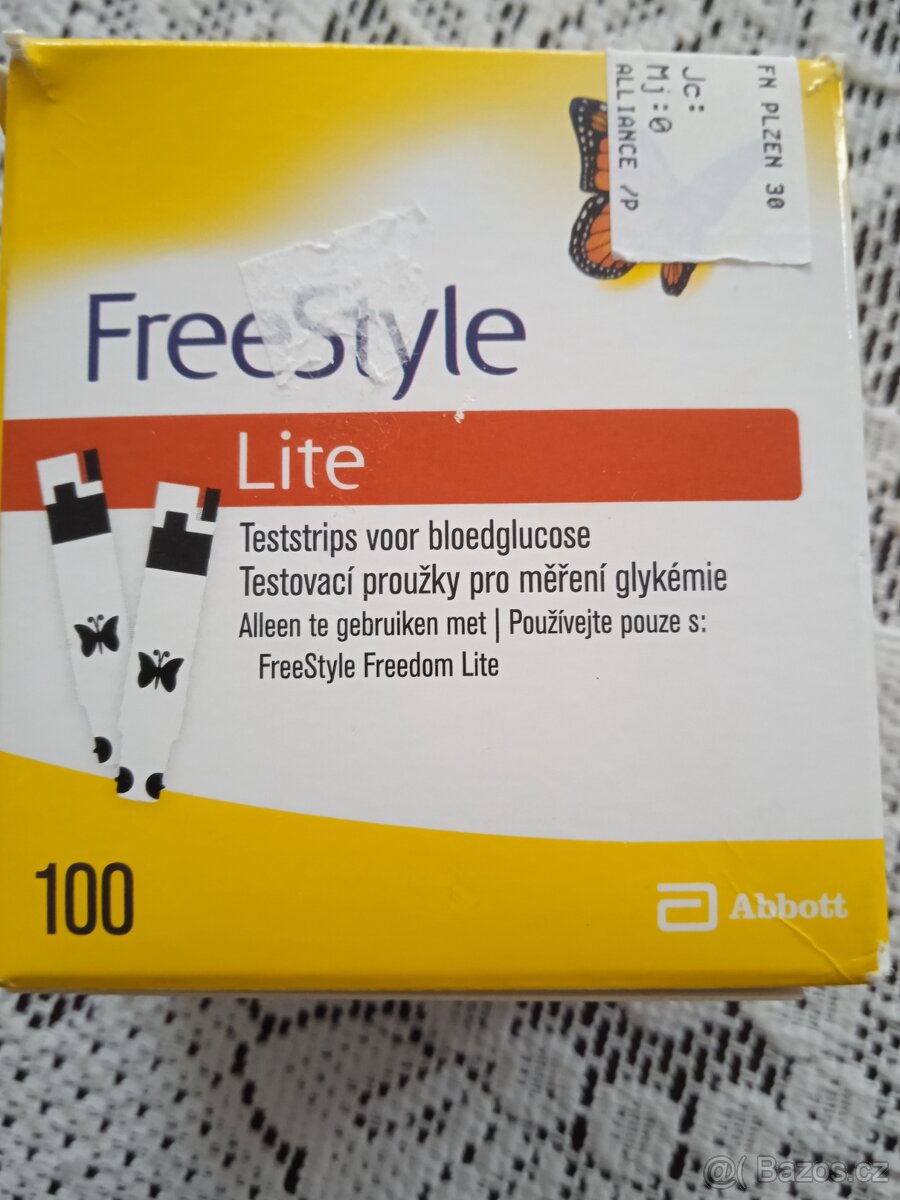 FN PLZEN 30
Jc:
Mj:0
ALLIANCE /P
FreeStyle
Lite
Teststrips voor bloedglucose
Testovací proužky pro měření glykémie
Alleen te gebruiken met | Používejte pouze s:
FreeStyle Freedom Lite
100
Abbott
@( Bazos.cz